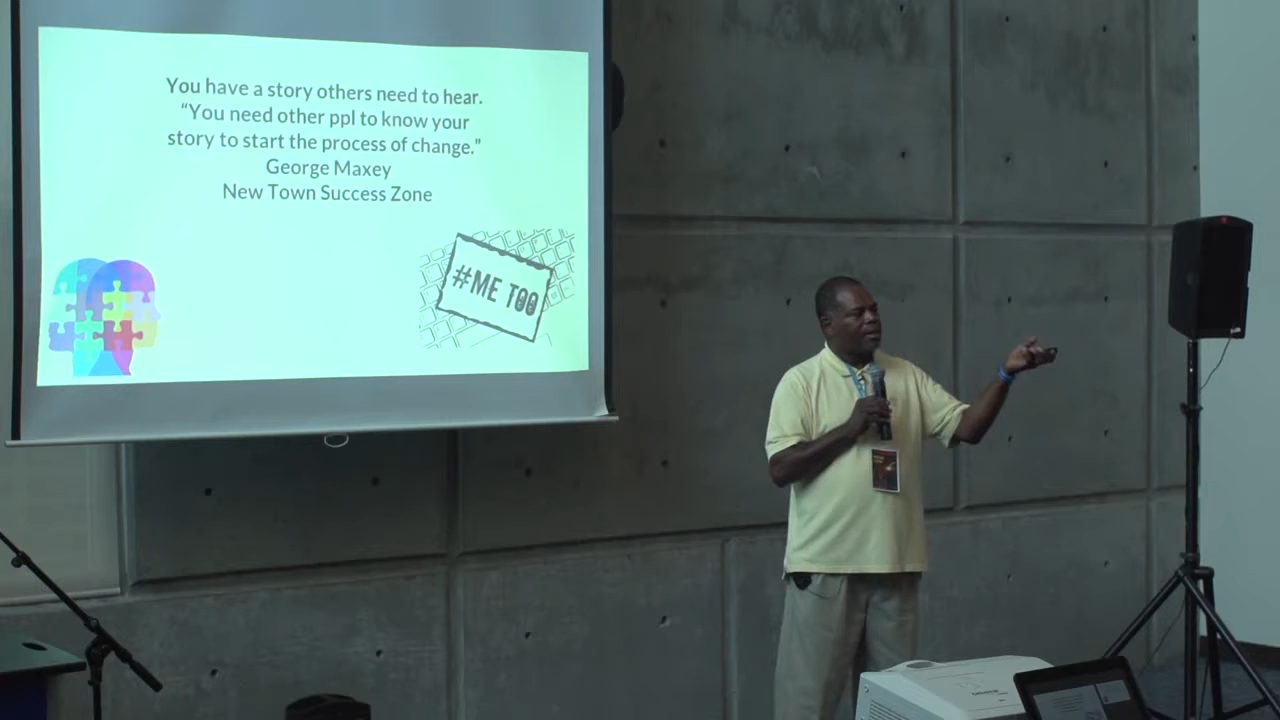 You have a story others need to hear.
“You need other ppl to know your
story to start the process of change.”
George Maxey
New Town Success Zone
#ME TOO